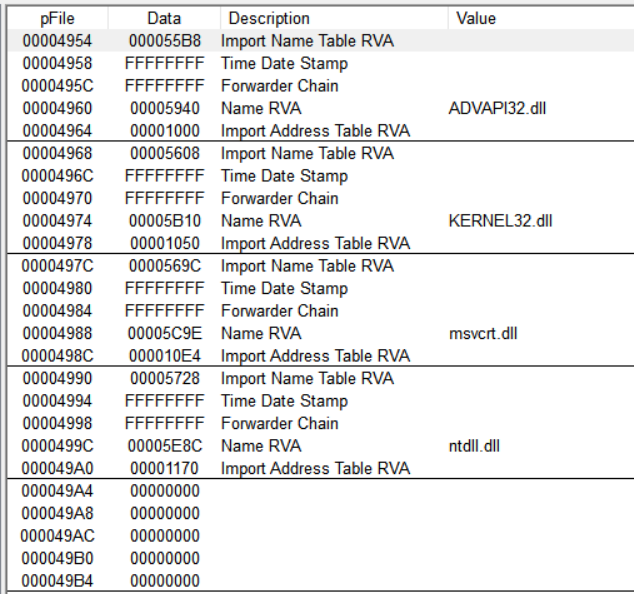 pFile Data Description Value
00004954 000055B8 Import Name Table RVA
00004958 FFFFFFFF Time Date Stamp
0000495C FFFFFFFF Forwarder Chain
00004960 00005940 Name RVA ADVAPI32.dll
00004964 00001000 Import Address Table RVA
00004968 00005608 Import Name Table RVA
0000496C FFFFFFFF Time Date Stamp
00004970 FFFFFFFF Forwarder Chain
00004974 00005B10 Name RVA KERNEL32.dll
00004978 00001050 Import Address Table RVA
0000497C 0000569C Import Name Table RVA
00004980 FFFFFFFF Time Date Stamp
00004984 FFFFFFFF Forwarder Chain
00004988 00005C9E Name RVA msvcrt.dll
0000498C 000010E4 Import Address Table RVA
00004990 00005728 Import Name Table RVA
00004994 FFFFFFFF Time Date Stamp
00004998 FFFFFFFF Forwarder Chain
0000499C 00005E8C Name RVA ntdll.dll
000049A0 00001170 Import Address Table RVA
000049A4 00000000
000049A8 00000000
000049AC 00000000
000049B0 00000000
000049B4 00000000